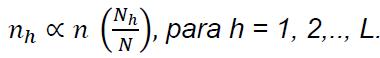 n_h ∝ n (N_h/N), para h = 1, 2,.., L.